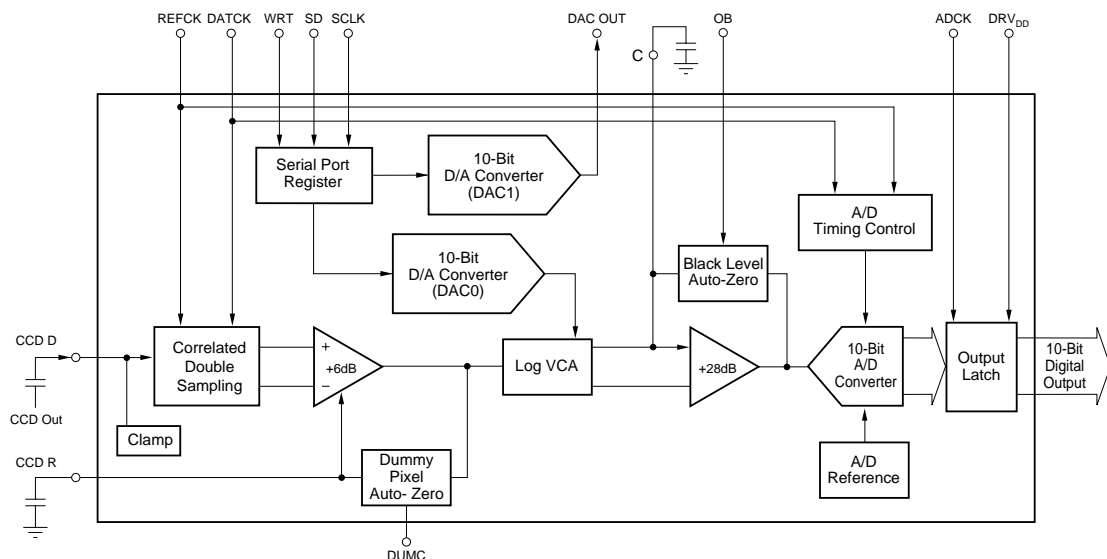 REFCK DATCK WRT SD SCLK DAC OUT OB ADCK DRVDD
C
Serial Port
Register
10-Bit
D/A Converter
(DAC1)
10-Bit
D/A Converter
(DAC0)
A/D
Timing Control
Black Level
Auto-Zero
CCD D
CCD Out
Correlated
Double
Sampling
+
+6dB
–
Log VCA
+28dB
10-Bit
A/D
Converter
Output
Latch
10-Bit
Digital
Output
Clamp
CCD R
Dummy
Pixel
Auto- Zero
A/D
Reference
DUMC